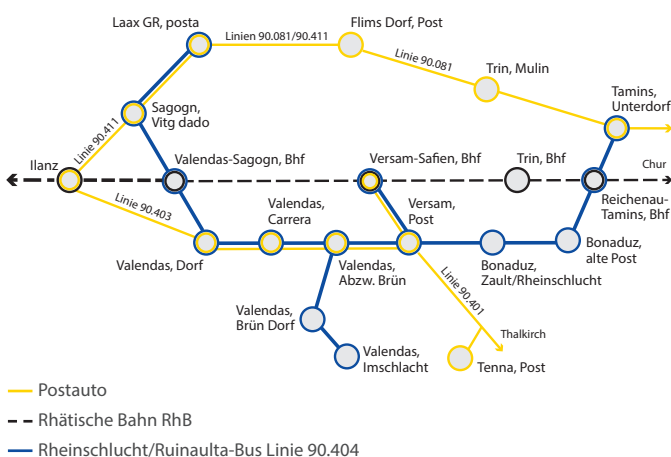 Laax GR, posta
Linien 90.081/90.411
Flims Dorf, Post
Linie 90.081
Trin, Mulin
Tamins,
Unterdorf
Sagogn,
Vitg dado
Linie 90.411
Ilanz
Valendas-Sagogn, Bhf
Versam-Safien, Bhf
Trin, Bhf
Chur
Reichenau-
Tamins, Bhf
Linie 90.403
Valendas,
Carrera
Versam,
Post
Valendas, Dorf
Valendas,
Abzw. Brün
Bonaduz,
Zault/Rheinschlucht
Bonaduz,
alte Post
Linie 90.401
Valendas,
Brün Dorf
Valendas,
Imschlacht
Thalkirch
Tenna, Post
Postauto
Rhätische Bahn RhB
Rheinschlucht/Ruinaulta-Bus Linie 90.404